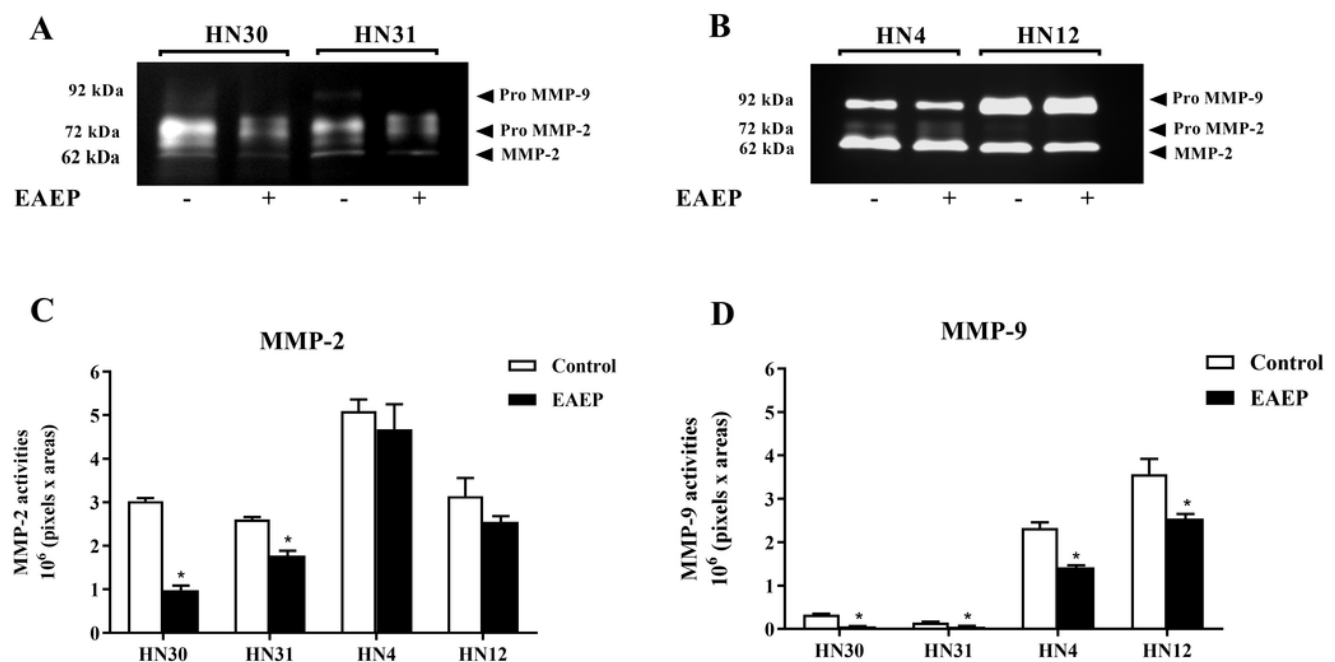 A
HN30 HN31
92 kDa
72 kDa
62 kDa
Pro MMP-9
Pro MMP-2
MMP-2
EAEP - + - +
B
HN4 HN12
92 kDa
72 kDa
62 kDa
Pro MMP-9
Pro MMP-2
MMP-2
EAEP - + - +
C
MMP-2
Control
EAEP
MMP-2 activities
10⁶ (pixels x areas)
6
5
4
3
2
1
0
* *
HN30 HN31 HN4 HN12
D
MMP-9
Control
EAEP
MMP-9 activities
10⁶ (pixels x areas)
6
5
4
3
2
1
0
* * * *
HN30 HN31 HN4 HN12